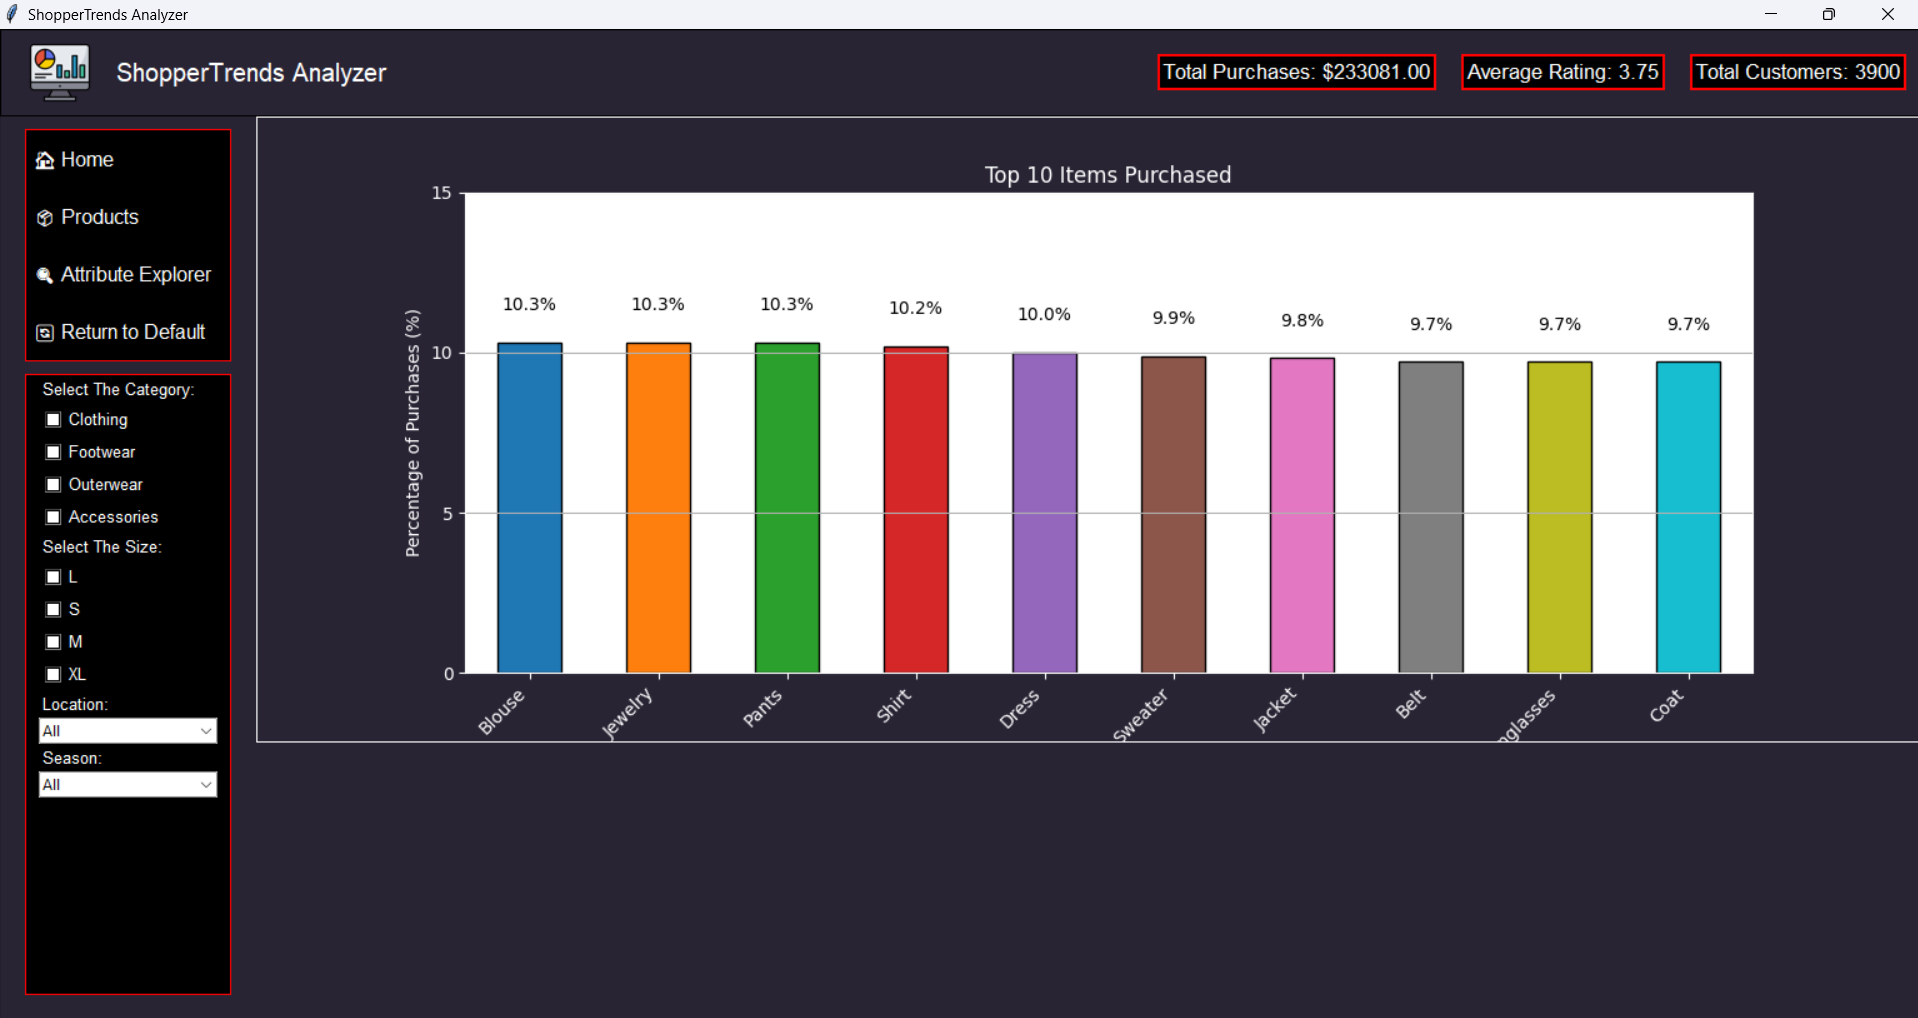 ShopperTrends Analyzer
ShopperTrends Analyzer
Total Purchases: $233081.00
Average Rating: 3.75
Total Customers: 3900
Home
Products
Attribute Explorer
Return to Default
Select The Category:
Clothing
Footwear
Outerwear
Accessories
Select The Size:
L
S
M
XL
Location:
All
Season:
All
Top 10 Items Purchased
Percentage of Purchases (%)
15
10
5
0
10.3%
10.3%
10.3%
10.2%
10.0%
9.9%
9.8%
9.7%
9.7%
9.7%
Blouse
Jewelry
Pants
Shirt
Dress
Sweater
Jacket
Belt
Coat